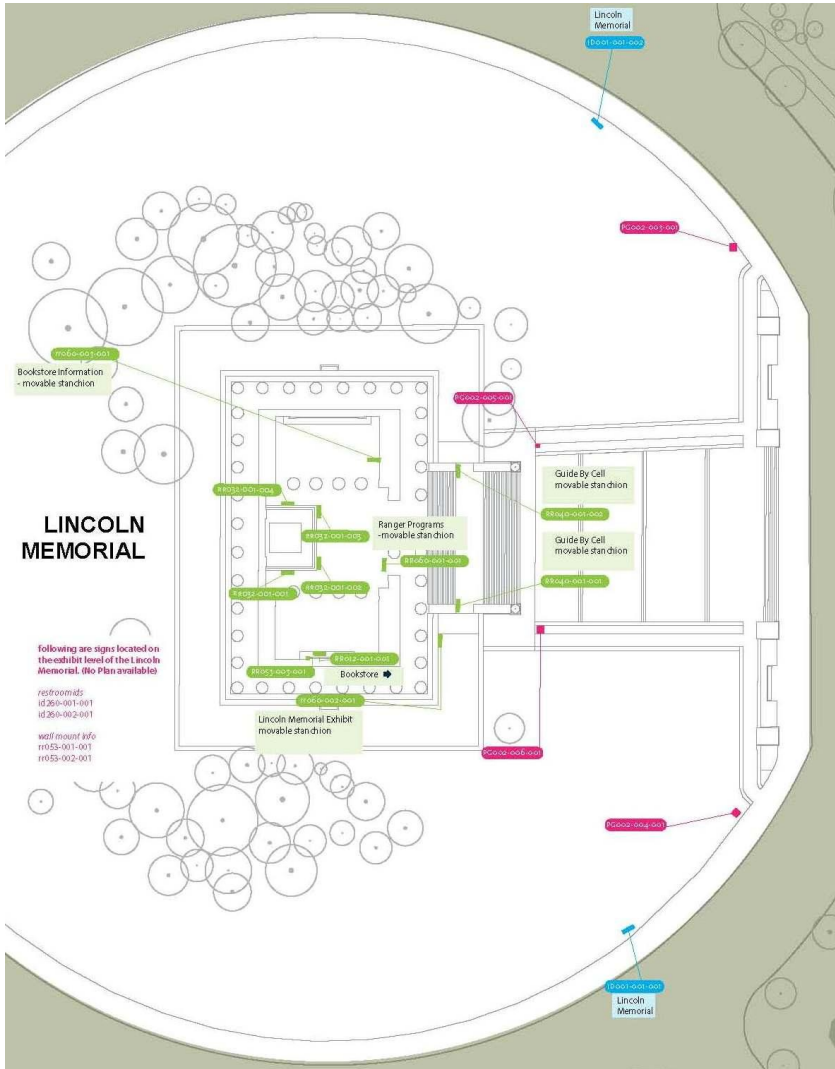 Lincoln
Memorial
ID001-001-002
PG002-003-001
rr060-003-001
Bookstore Information
- movable stanchion
PG002-005-001
Guide By Cell
movable stanchion
RR032-001-004
RR040-001-002
LINCOLN
MEMORIAL
Ranger Programs
-movable stanchion
RR032-001-003
Guide By Cell
movable stanchion
RR060-001-001
RR040-001-001
RR032-001-002
following are signs located on
the exhibit level of the Lincoln
Memorial. (No Plan available)
restroom ids
id260-001-001
id260-002-001
wall mount info
rr053-001-001
rr053-002-001
RR012-001-001
RR053-003-001
Bookstore
rr060-002-001
Lincoln Memorial Exhibit
movable stanchion
PG002-006-001
PG002-004-001
ID001-001-001
Lincoln
Memorial